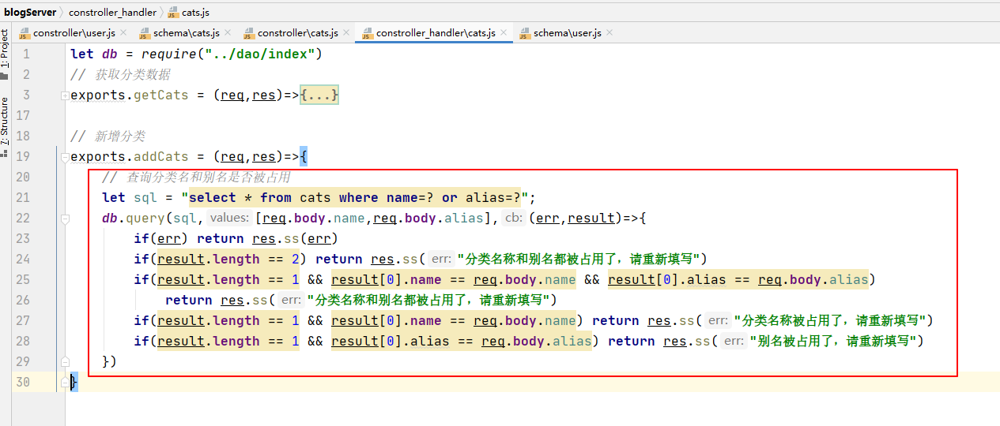 blogServer constroller_handler cats.js
constroller\user.js schema\cats.js constroller\cats.js constroller_handler\cats.js schema\user.js
1: Project
7: Structure
1 let db = require("../dao/index")
2 // 获取分类数据
3 exports.getCats = (req,res)=>{...}
17
18 // 新增分类
19 exports.addCats = (req,res)=>{
20 // 查询分类名和别名是否被占用
21 let sql = "select * from cats where name=? or alias=?";
22 db.query(sql, values: [req.body.name,req.body.alias], cb: (err,result)=>{
23 if(err) return res.ss(err)
24 if(result.length == 2) return res.ss( err: "分类名称和别名都被占用了，请重新填写")
25 if(result.length == 1 && result[0].name == req.body.name && result[0].alias == req.body.alias)
26 return res.ss( err: "分类名称和别名都被占用了，请重新填写")
27 if(result.length == 1 && result[0].name == req.body.name) return res.ss( err: "分类名称被占用了，请重新填写")
28 if(result.length == 1 && result[0].alias == req.body.alias) return res.ss( err: "别名被占用了，请重新填写")
29 })
30 }